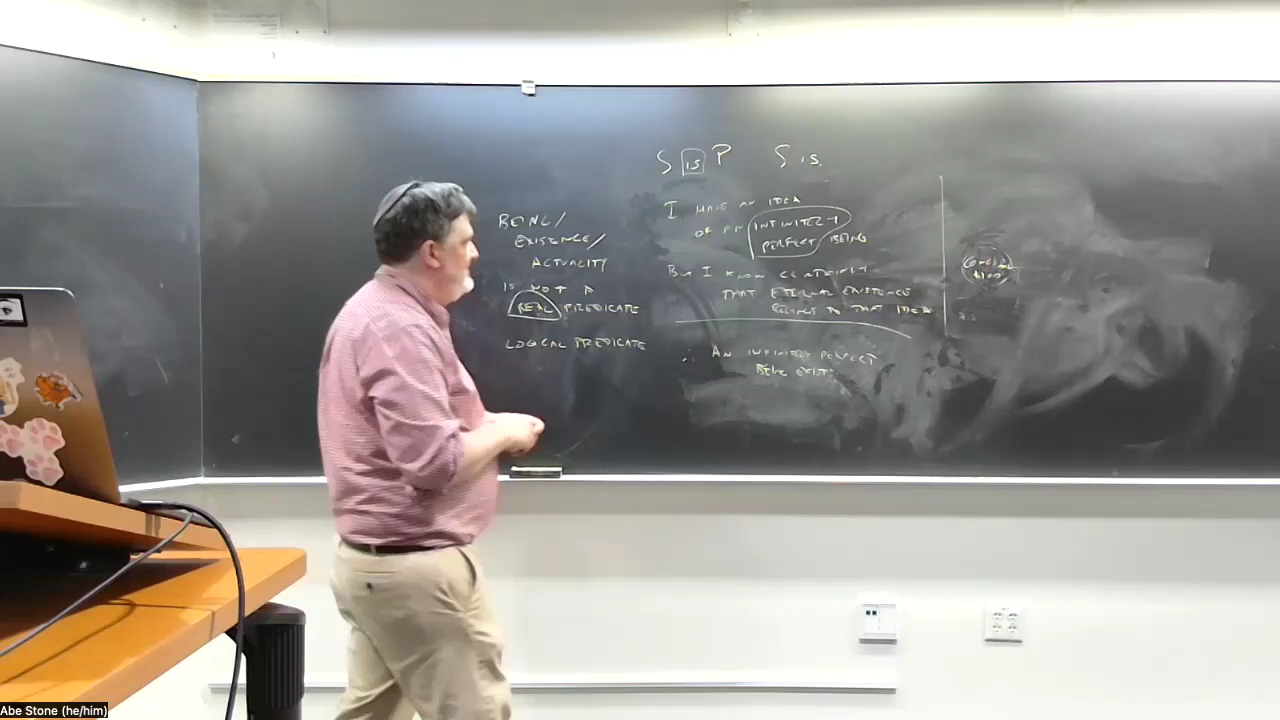 BEING/
EXISTENCE/
ACTUALITY
IS NOT A
REAL PREDICATE
LOGICAL PREDICATE
S is P S is.
I HAVE AN IDEA
OF AN INFINITELY
PERFECT BEING
BUT I KNOW CERTAINLY
THAT ETERNAL EXISTENCE
BELONGS TO THAT IDEA
∴ AN INFINITELY PERFECT
BEING EXISTS
Abe Stone (he/him)